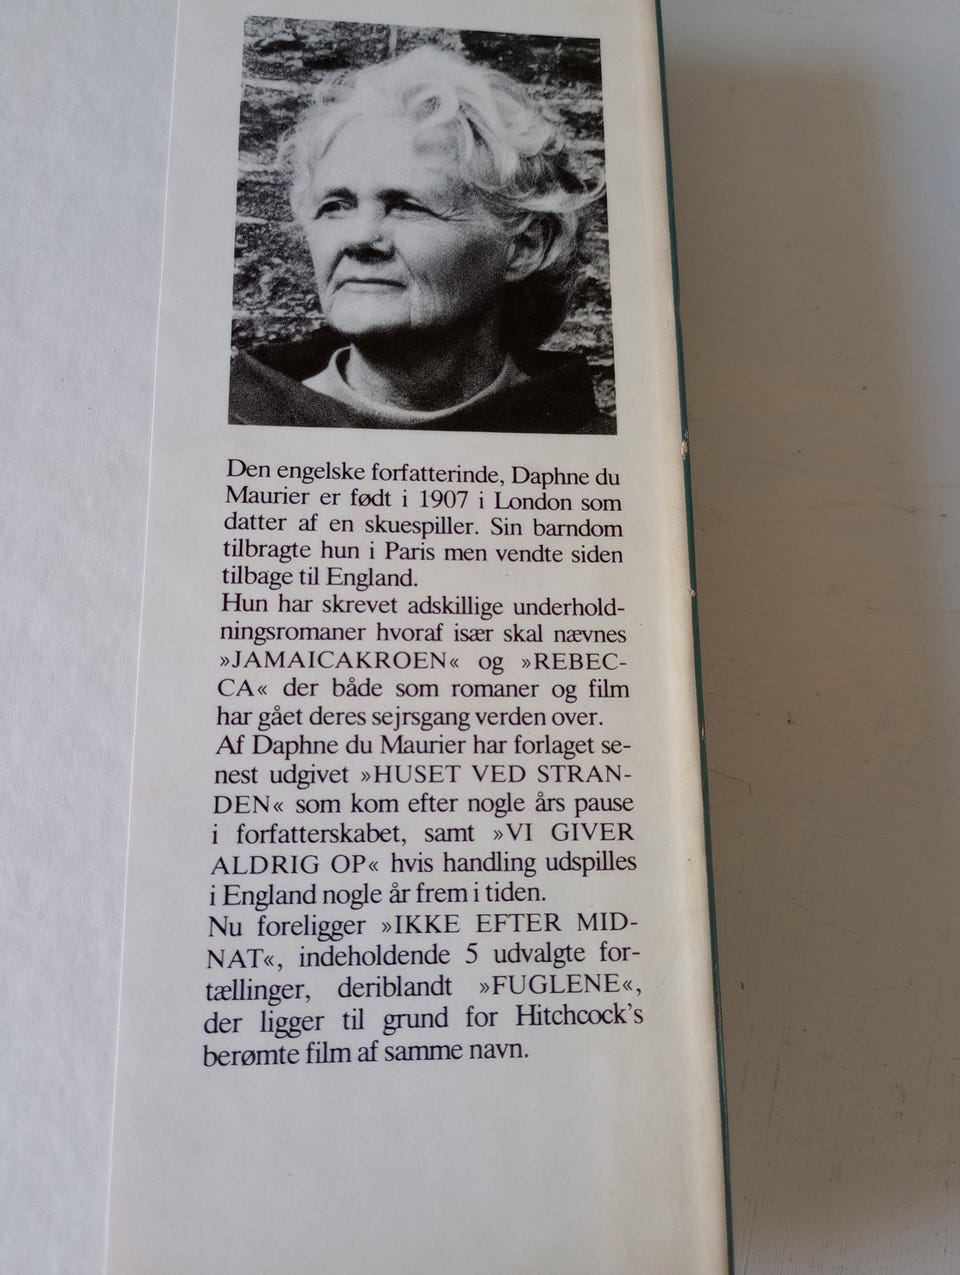 Den engelske forfatterinde, Daphne du
Maurier er født i 1907 i London som
datter af en skuespiller. Sin barndom
tilbragte hun i Paris men vendte siden
tilbage til England.
Hun har skrevet adskillige underhold-
ningsromaner hvoraf især skal nævnes
»JAMAICAKROEN« og »REBEC-
CA« der både som romaner og film
har gået deres sejrsgang verden over.
Af Daphne du Maurier har forlaget se-
nest udgivet »HUSET VED STRAN-
DEN« som kom efter nogle års pause
i forfatterskabet, samt »VI GIVER
ALDRIG OP« hvis handling udspilles
i England nogle år frem i tiden.
Nu foreligger »IKKE EFTER MID-
NAT«, indeholdende 5 udvalgte for-
tællinger, deriblandt »FUGLENE«,
der ligger til grund for Hitchcock's
berømte film af samme navn.